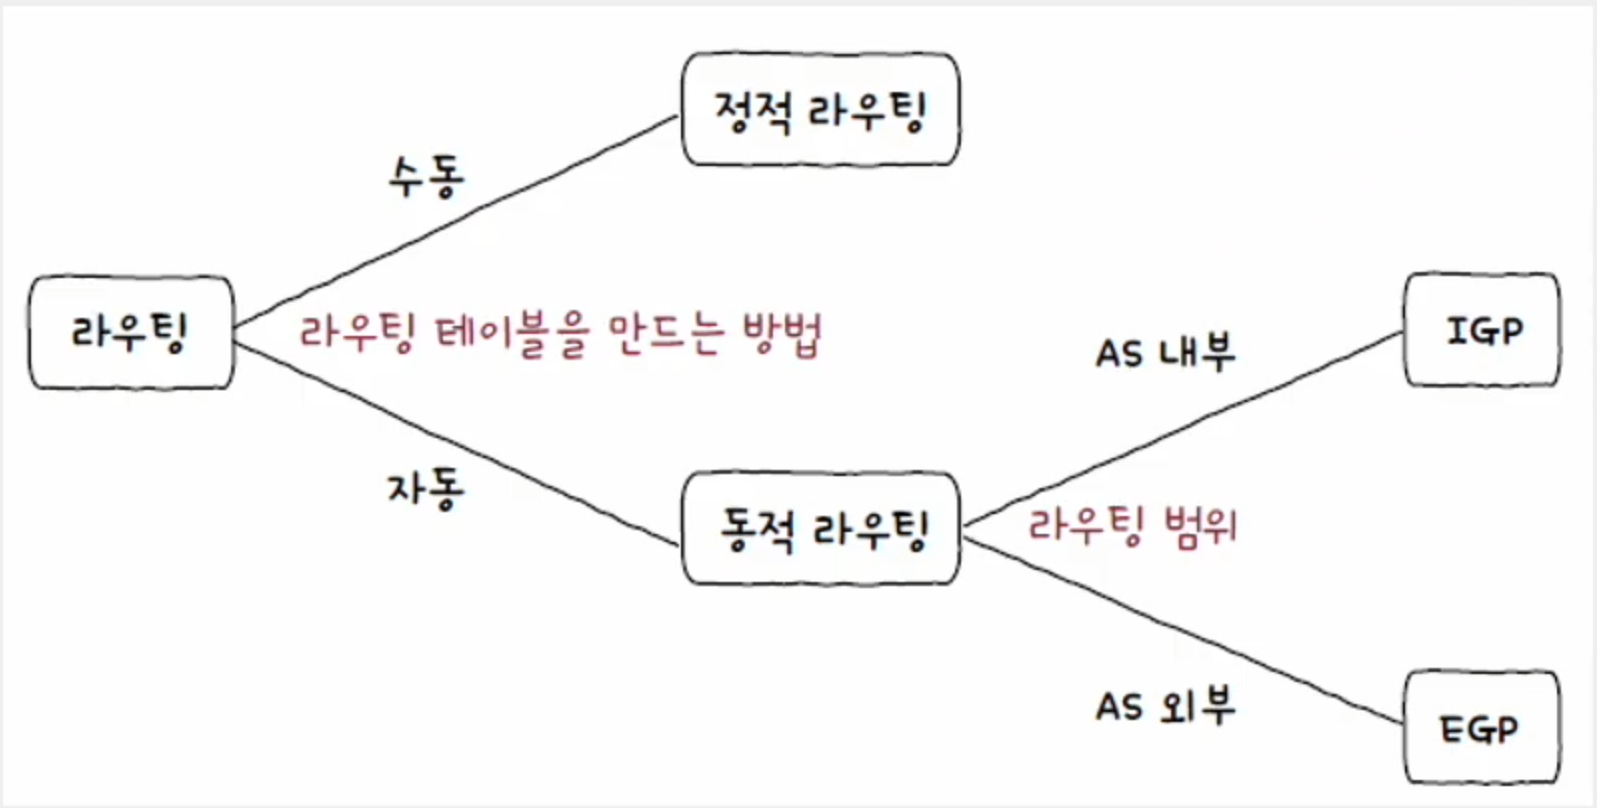 정적 라우팅
수동
라우팅
라우팅 테이블을 만드는 방법
AS 내부
IGP
자동
동적 라우팅
라우팅 범위
AS 외부
EGP